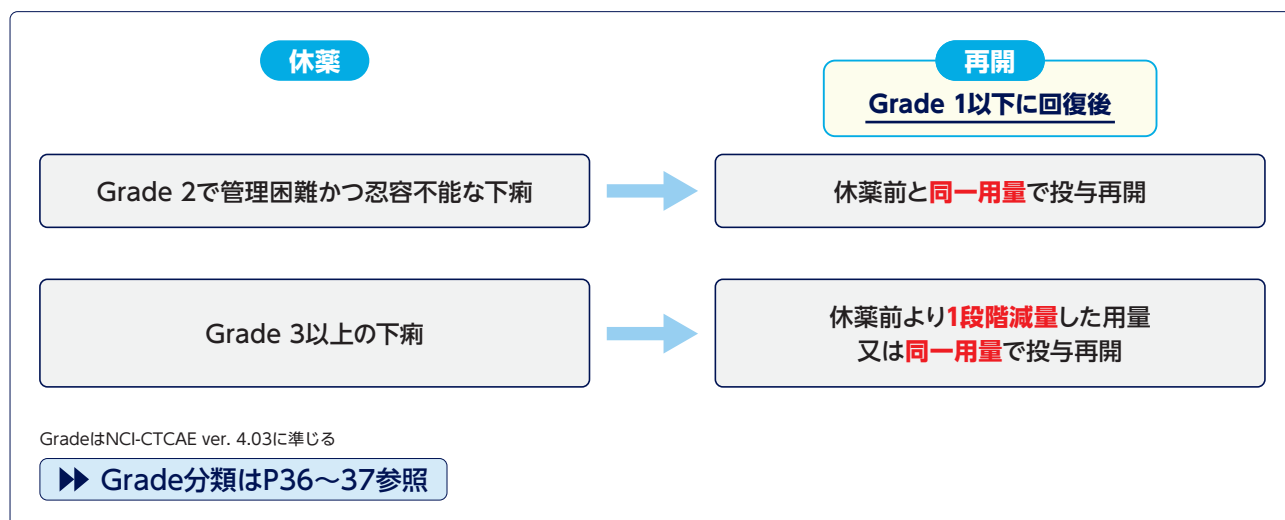 休薬
再開
Grade 1以下に回復後
Grade 2で管理困難かつ忍容不能な下痢
休薬前と同一用量で投与再開
Grade 3以上の下痢
休薬前より1段階減量した用量
又は同一用量で投与再開
GradeはNCI-CTCAE ver. 4.03に準じる
Grade分類はP36〜37参照